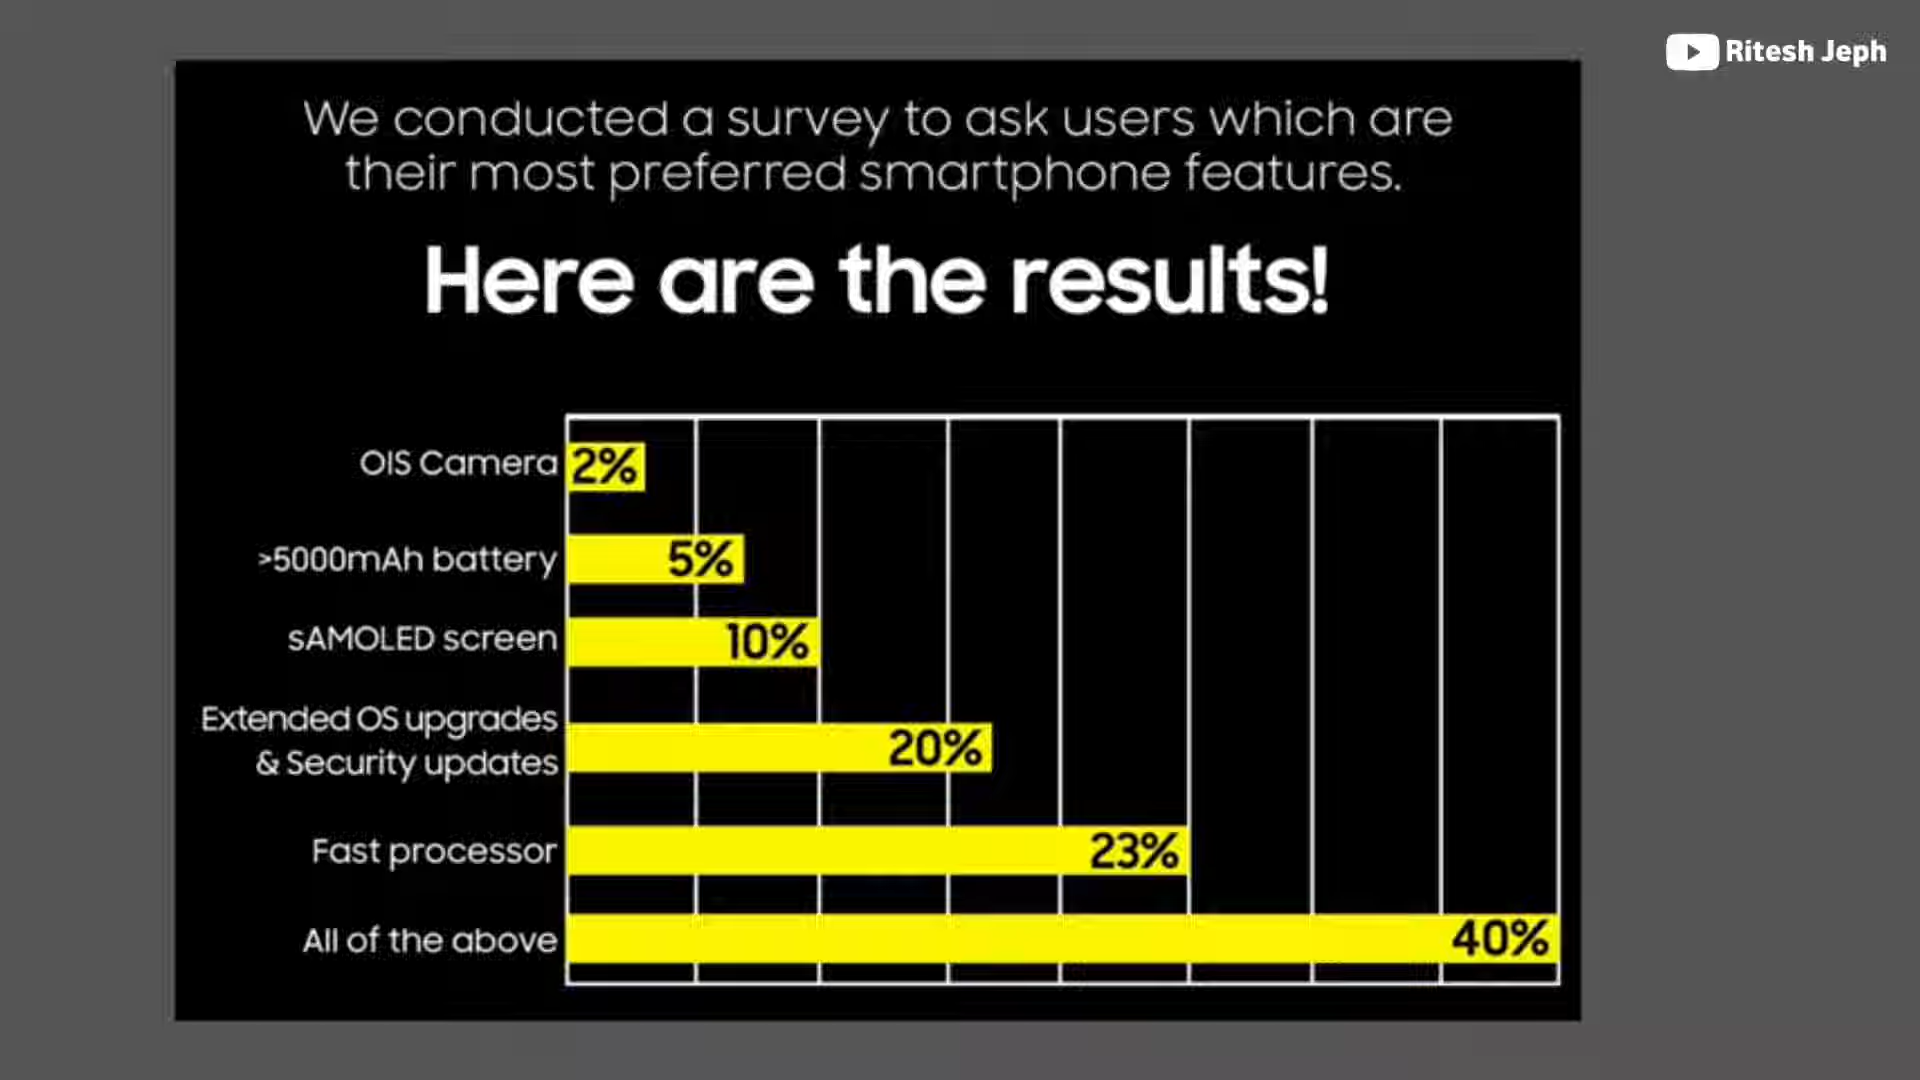 Ritesh Jeph
We conducted a survey to ask users which are
their most preferred smartphone features.
Here are the results!
OIS Camera 2%
>5000mAh battery 5%
sAMOLED screen 10%
Extended OS upgrades
& Security updates 20%
Fast processor 23%
All of the above 40%